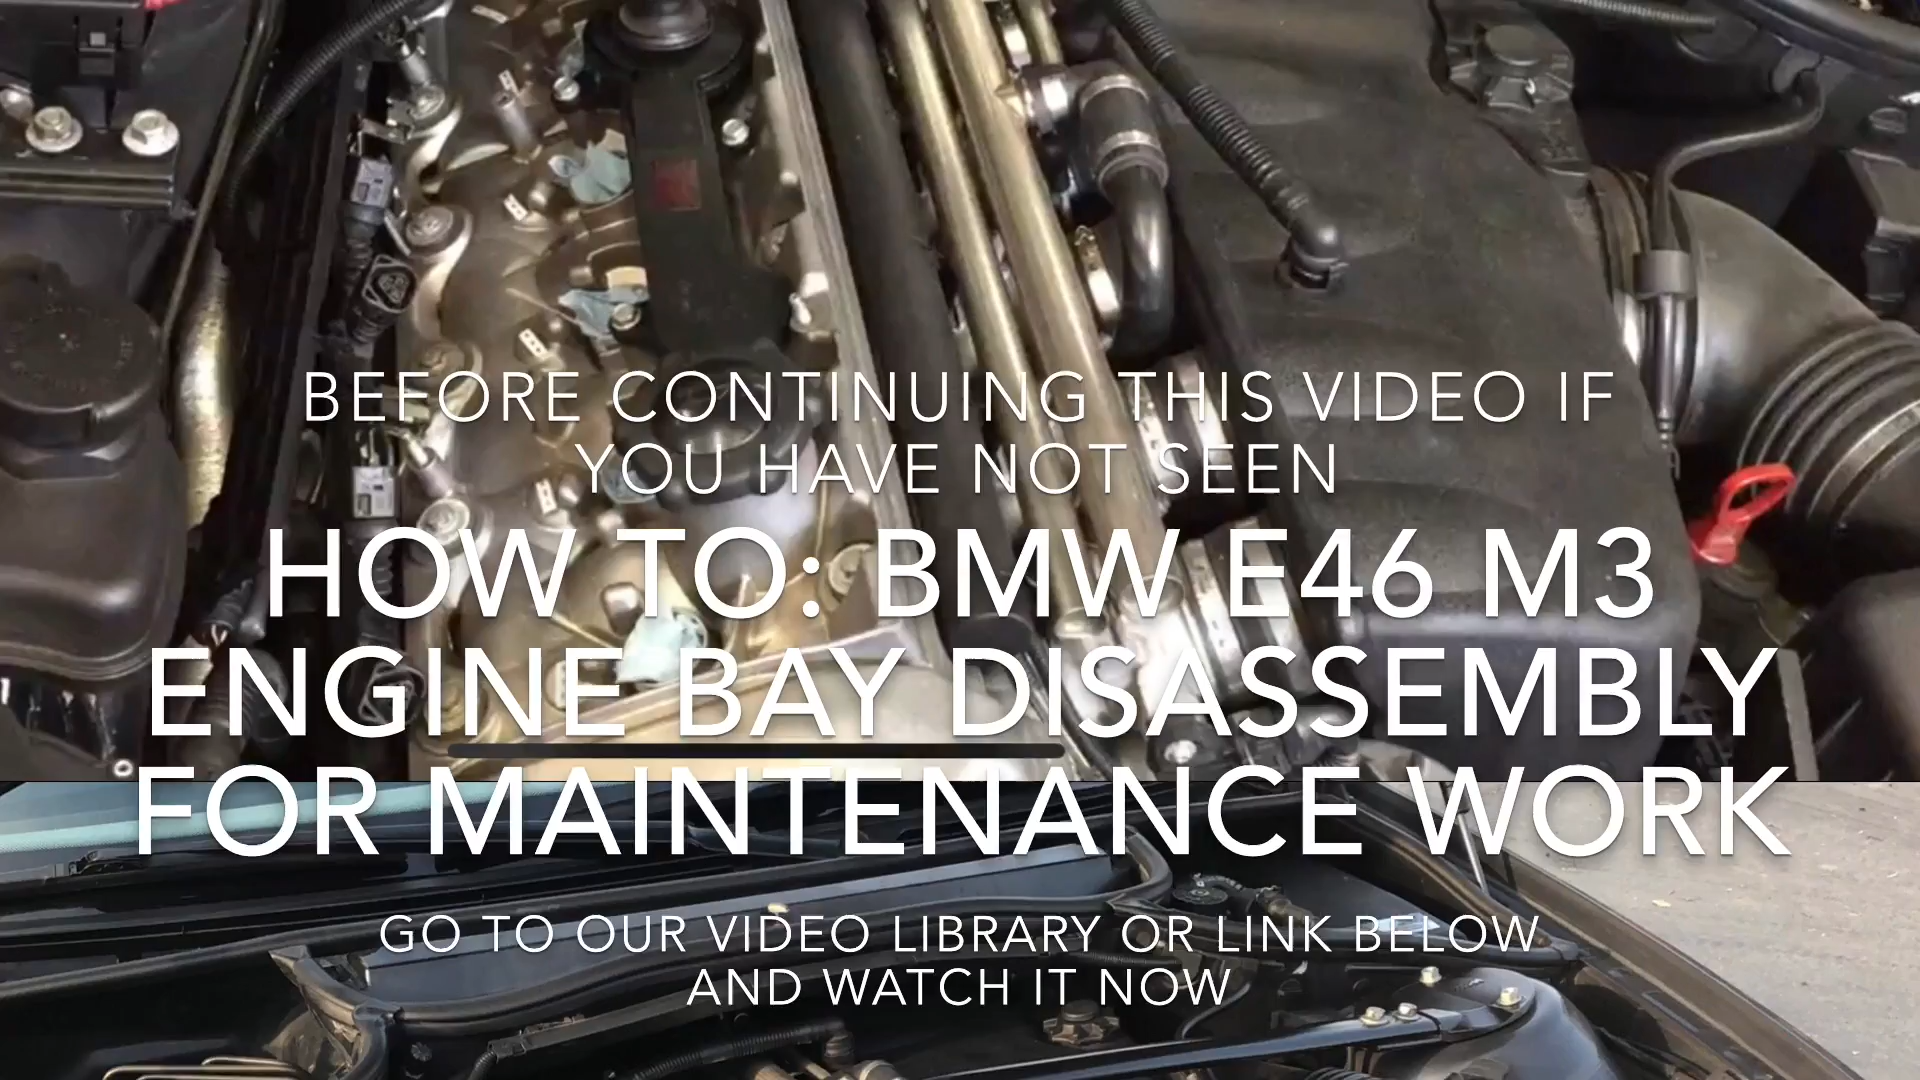 BEFORE CONTINUING THIS VIDEO IF
YOU HAVE NOT SEEN
HOW TO: BMW E46 M3
ENGINE BAY DISASSEMBLY
FOR MAINTENANCE WORK
GO TO OUR VIDEO LIBRARY OR LINK BELOW
AND WATCH IT NOW